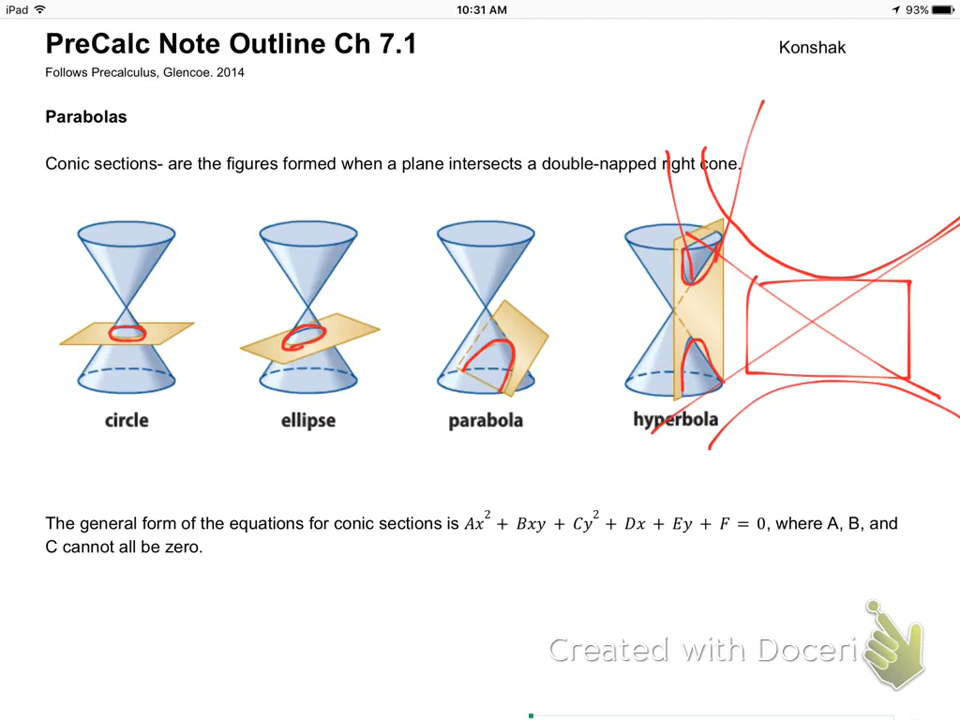 iPad 10:31 AM 93%
PreCalc Note Outline Ch 7.1 Konshak
Follows Precalculus, Glencoe. 2014
Parabolas
Conic sections- are the figures formed when a plane intersects a double-napped right cone.
circle ellipse parabola hyperbola
The general form of the equations for conic sections is Ax² + Bxy + Cy² + Dx + Ey + F = 0, where A, B, and
C cannot all be zero.
Created with Doceri